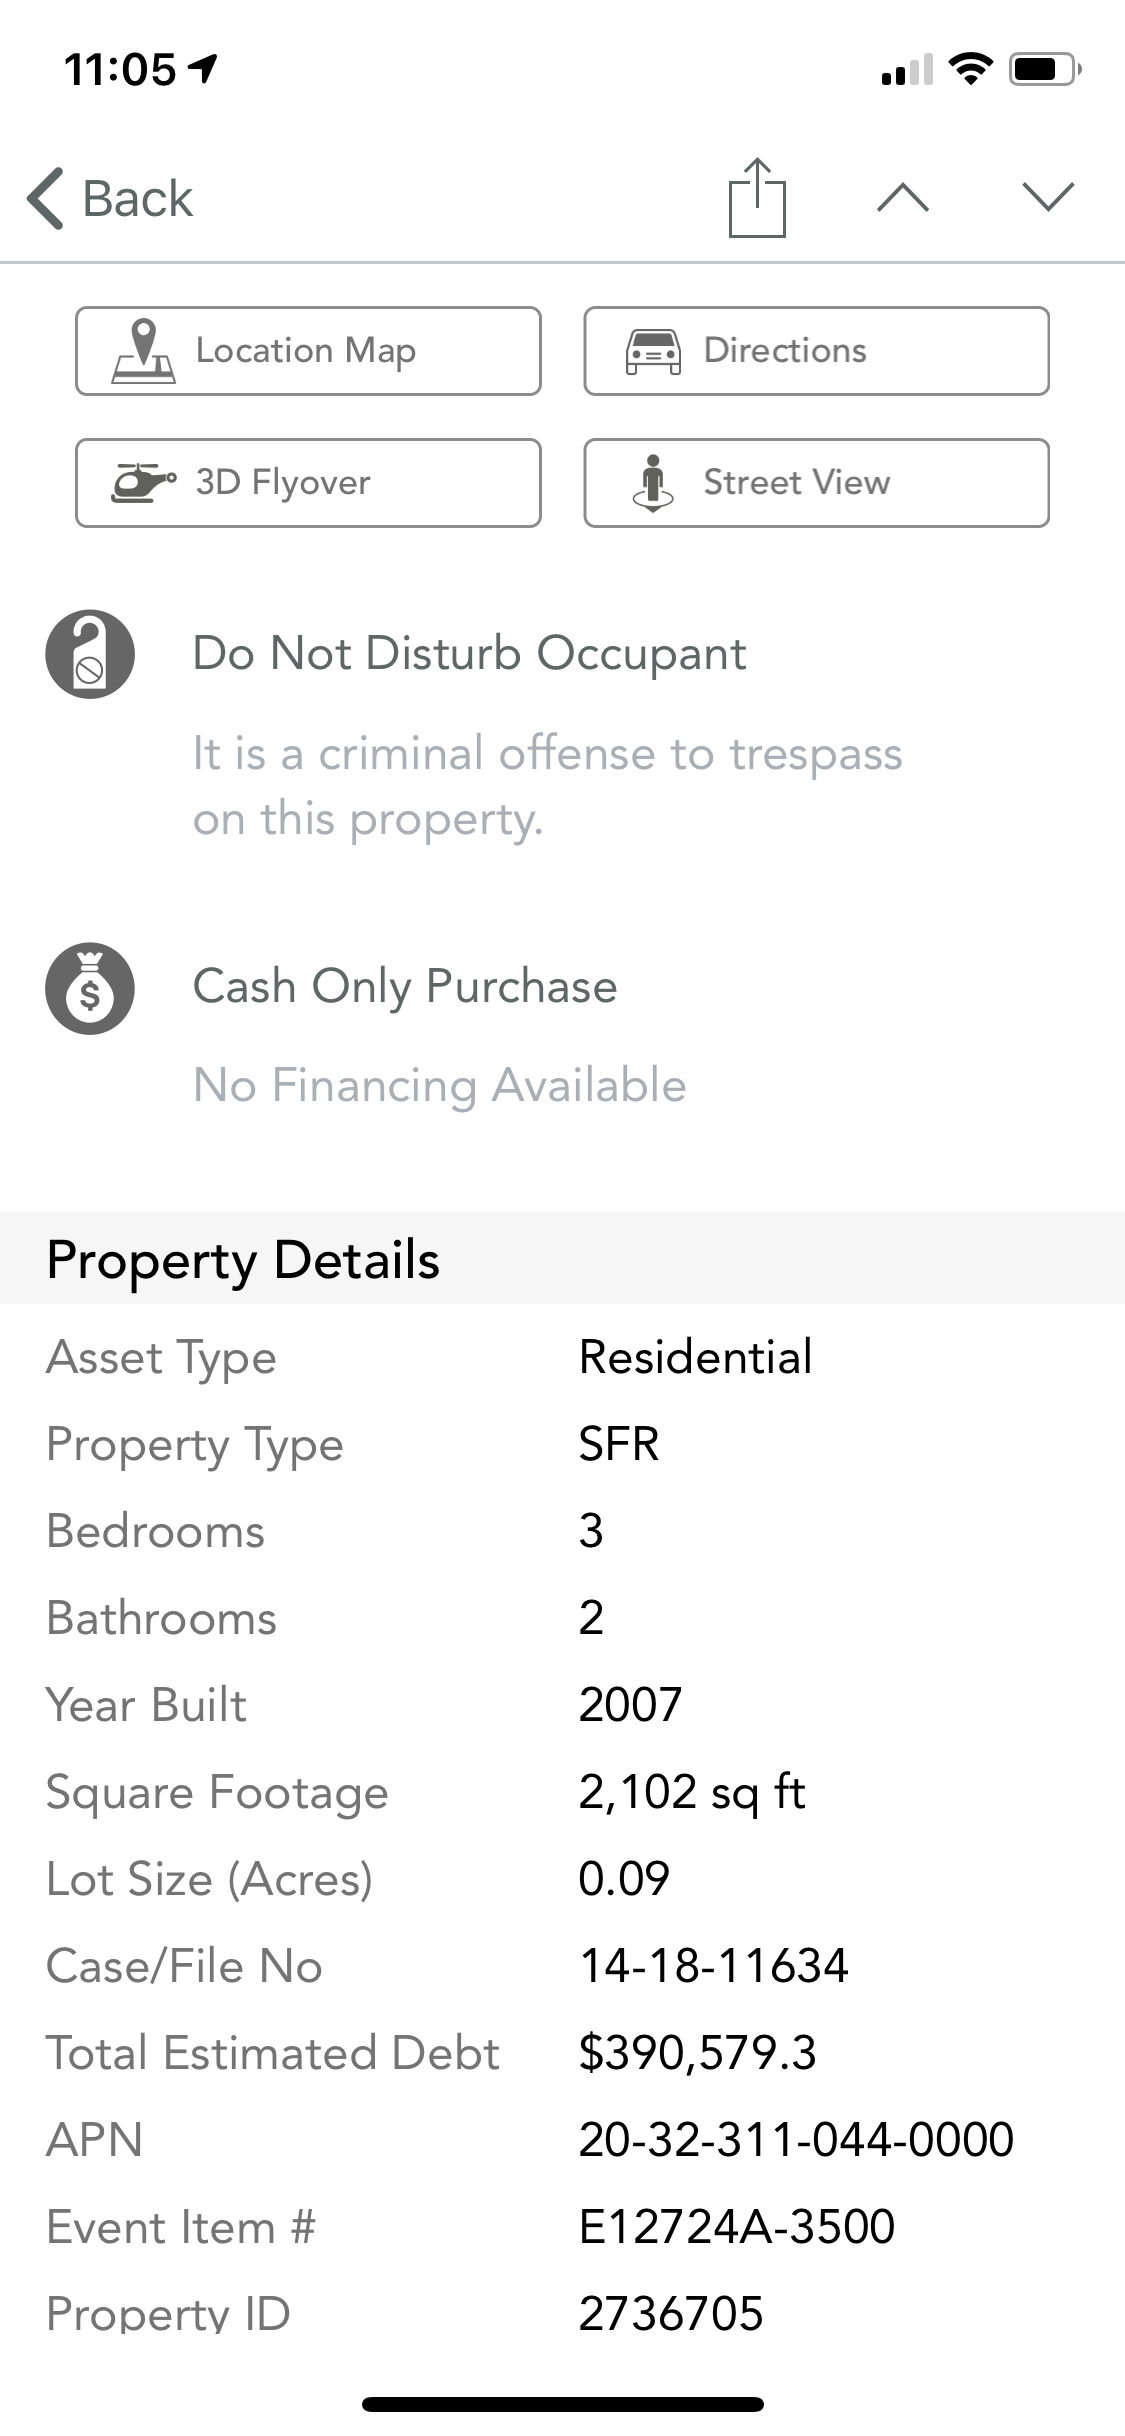 11:05
Back
Location Map
Directions
3D Flyover
Street View
Do Not Disturb Occupant
It is a criminal offense to trespass
on this property.
$
Cash Only Purchase
No Financing Available
Property Details
Asset Type Residential
Property Type SFR
Bedrooms 3
Bathrooms 2
Year Built 2007
Square Footage 2,102 sq ft
Lot Size (Acres) 0.09
Case/File No 14-18-11634
Total Estimated Debt $390,579.3
APN 20-32-311-044-0000
Event Item # E12724A-3500
Property ID 2736705